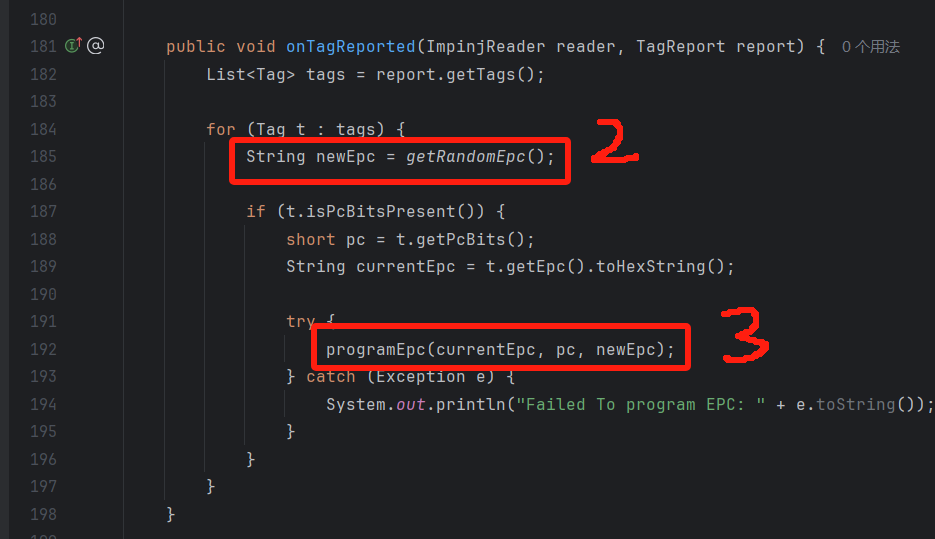 180
181 public void onTagReported(ImpinjReader reader, TagReport report) { 0 个用法
182 List<Tag> tags = report.getTags();
183
184 for (Tag t : tags) {
185 String newEpc = getRandomEpc(); 2
186
187 if (t.isPcBitsPresent()) {
188 short pc = t.getPcBits();
189 String currentEpc = t.getEpc().toHexString();
190
191 try {
192 programEpc(currentEpc, pc, newEpc); 3
193 } catch (Exception e) {
194 System.out.println("Failed To program EPC: " + e.toString());
195 }
196 }
197 }
198 }